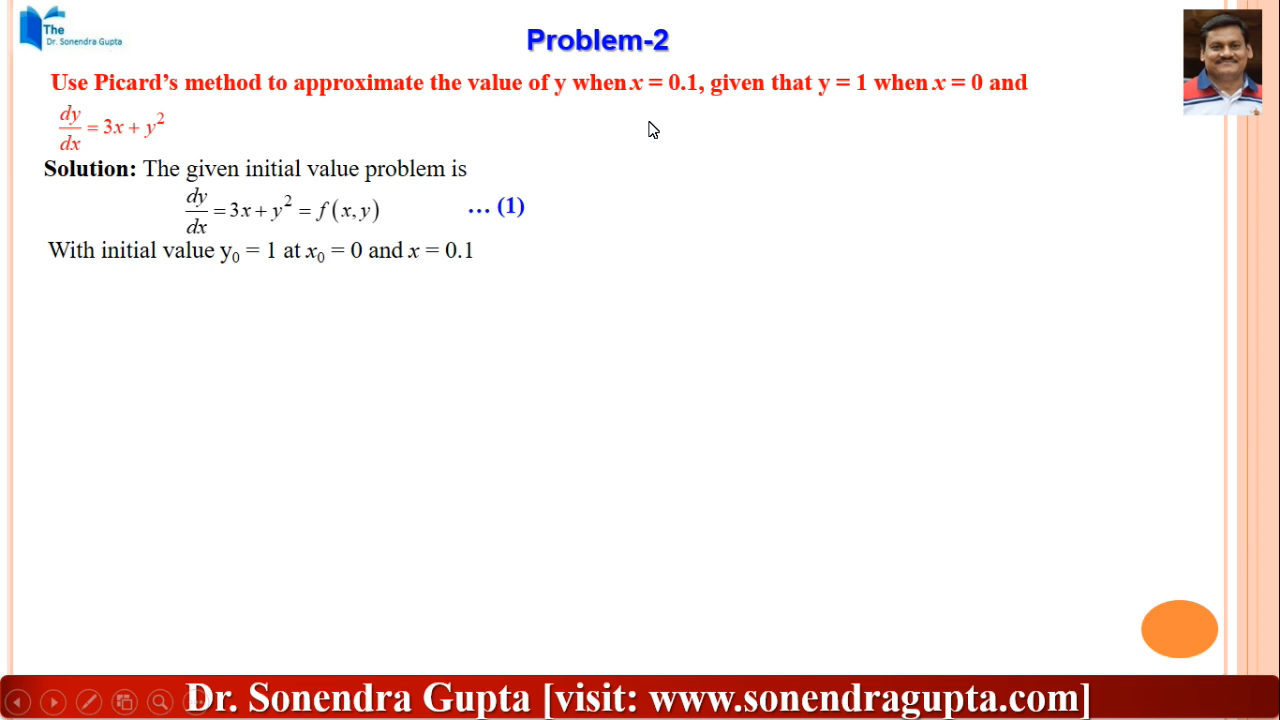 The
Dr. Sonendra Gupta
Problem-2
Use Picard's method to approximate the value of y when x = 0.1, given that y = 1 when x = 0 and
dy/dx = 3x + y²
Solution: The given initial value problem is
dy/dx = 3x + y² = f(x, y) … (1)
With initial value y₀ = 1 at x₀ = 0 and x = 0.1
Dr. Sonendra Gupta [visit: www.sonendragupta.com]